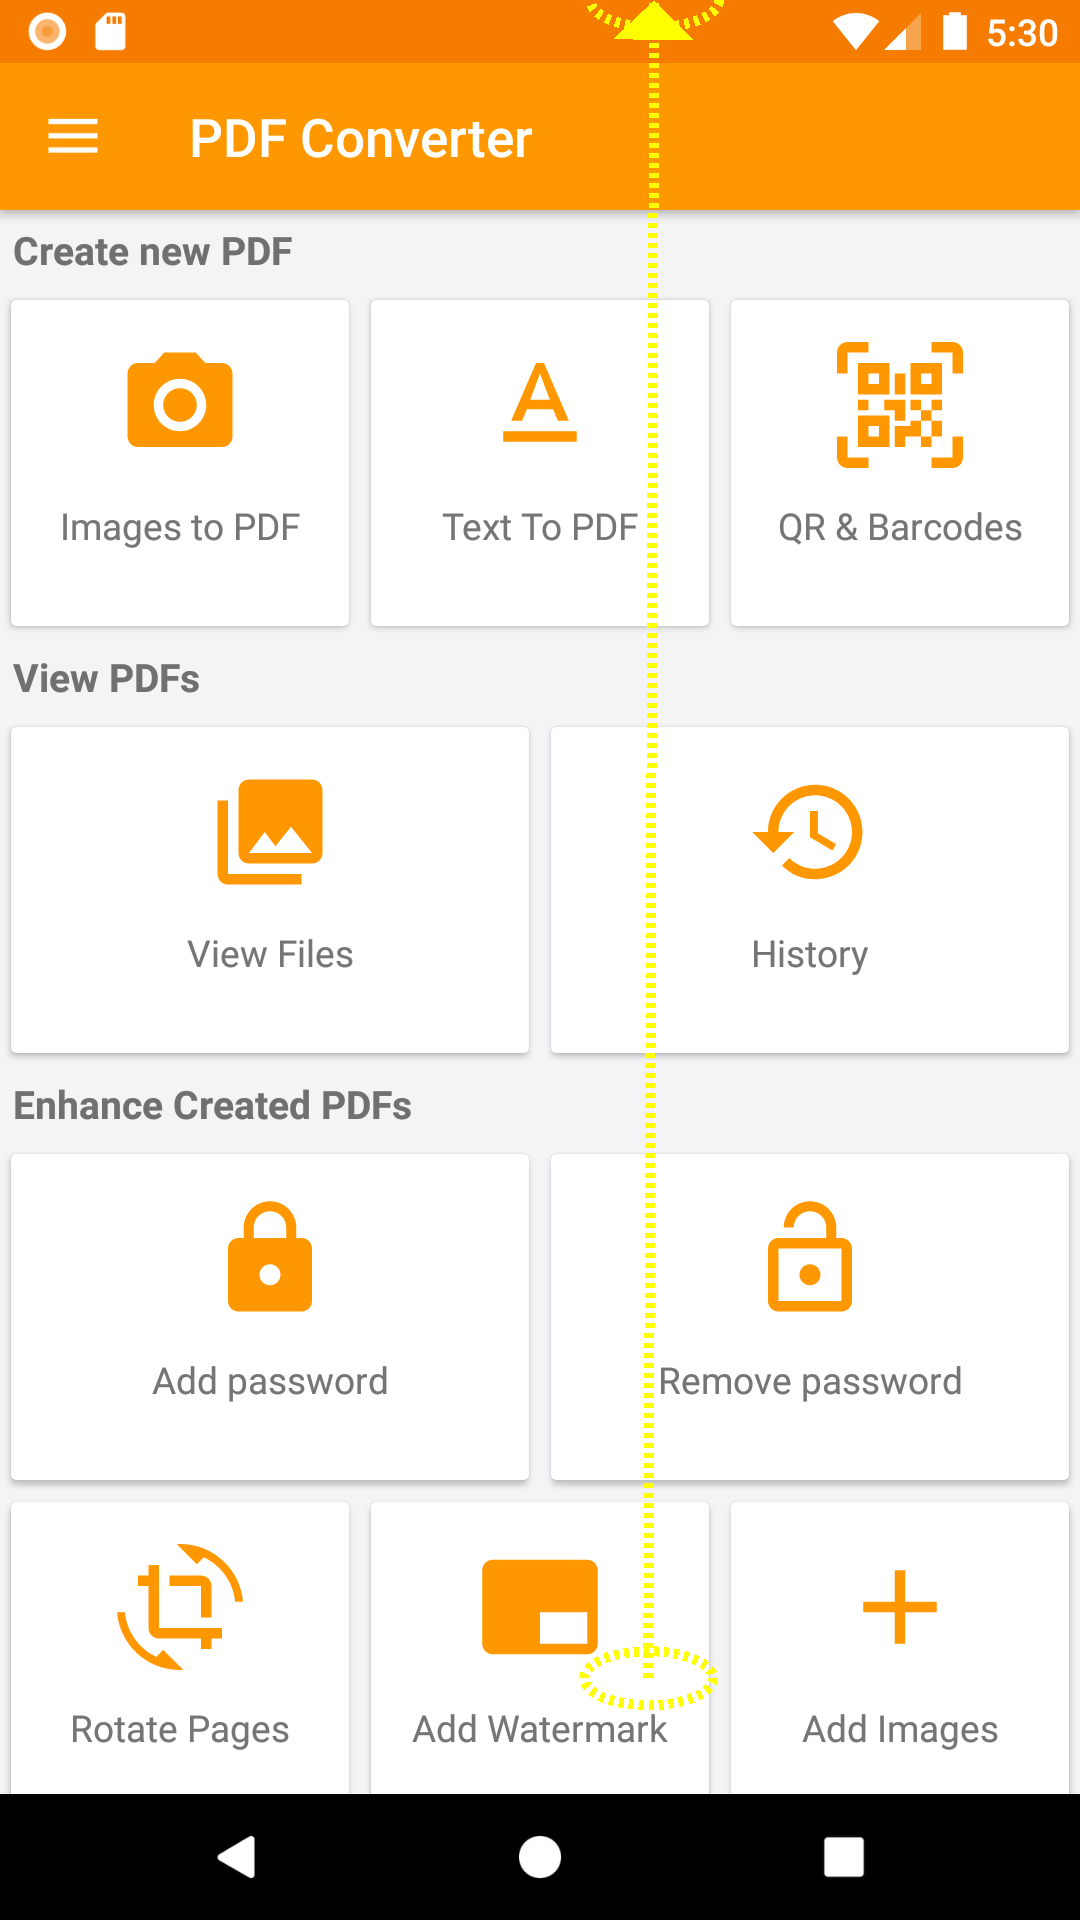 5:30
PDF Converter
Create new PDF
Images to PDF
Text To PDF
QR & Barcodes
View PDFs
View Files
History
Enhance Created PDFs
Add password
Remove password
Rotate Pages
Add Watermark
Add Images